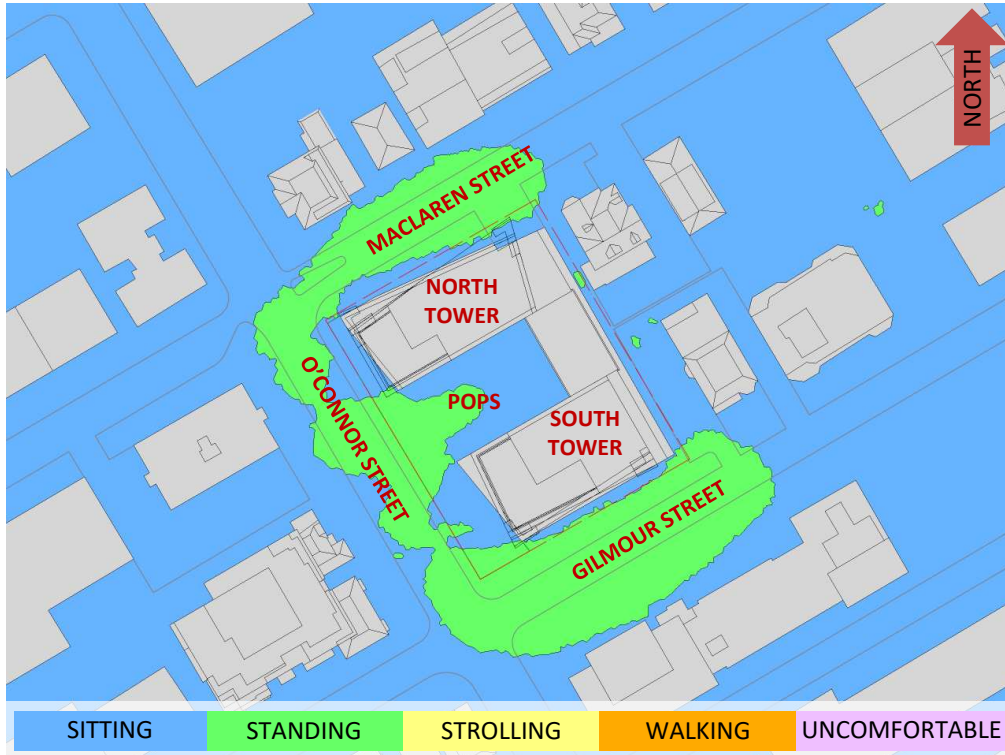 NORTH
MACLAREN STREET
NORTH
TOWER
O'CONNOR STREET
POPS
SOUTH
TOWER
GILMOUR STREET
SITTING
STANDING
STROLLING
WALKING
UNCOMFORTABLE